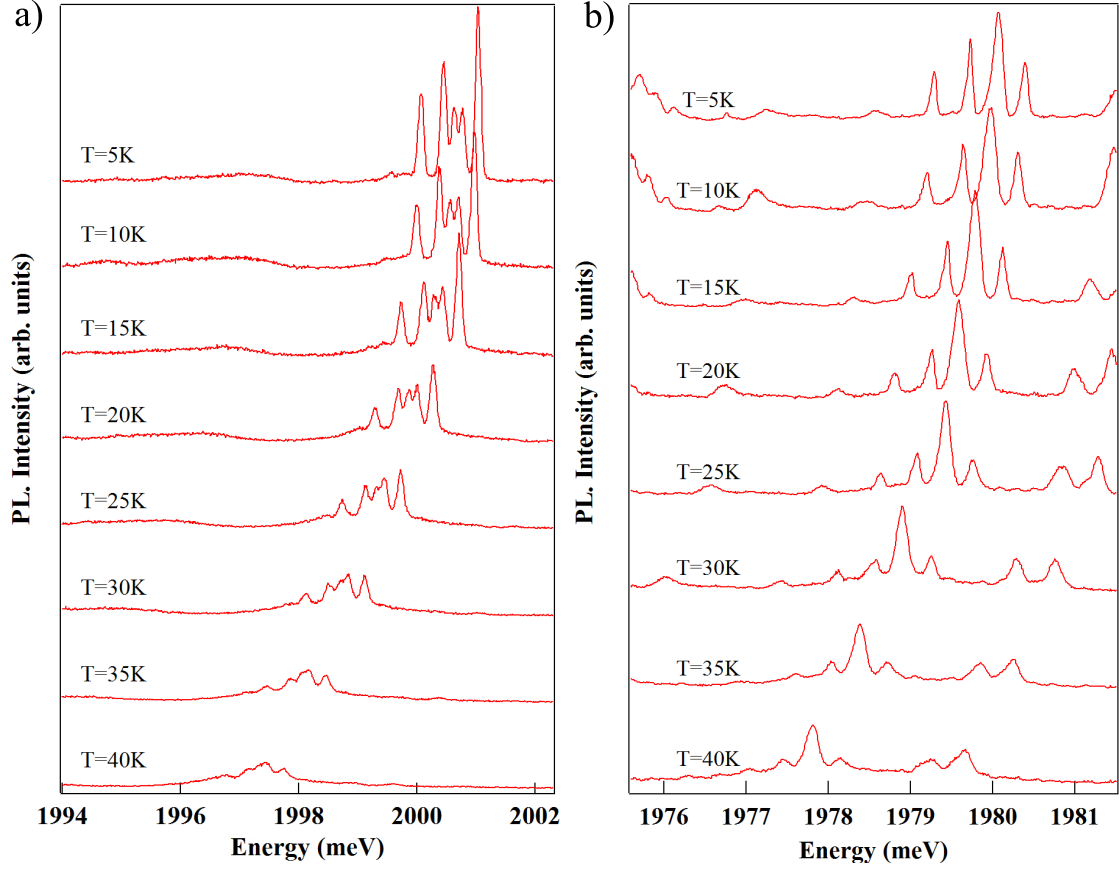 a)
T=5K
T=10K
T=15K
T=20K
T=25K
T=30K
T=35K
T=40K
PL. Intensity (arb. units)
1994 1996 1998 2000 2002
Energy (meV)
b)
T=5K
T=10K
T=15K
T=20K
T=25K
T=30K
T=35K
T=40K
PL. Intensity (arb. units)
1976 1977 1978 1979 1980 1981
Energy (meV)